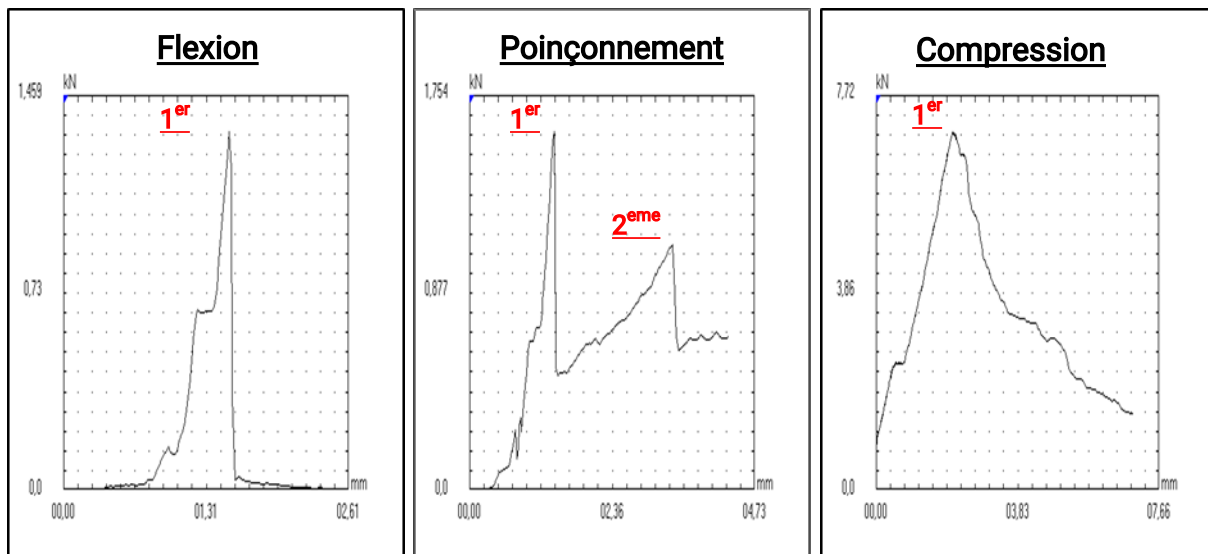 Flexion
kN
1,459
1er
0,73
0,0
mm
00,00 01,31 02,61
Poinçonnement
kN
1,754
1er
2eme
0,877
0,0
mm
00,00 02,36 04,73
Compression
kN
7,72
1er
3,86
0,0
mm
00,00 03,83 07,66